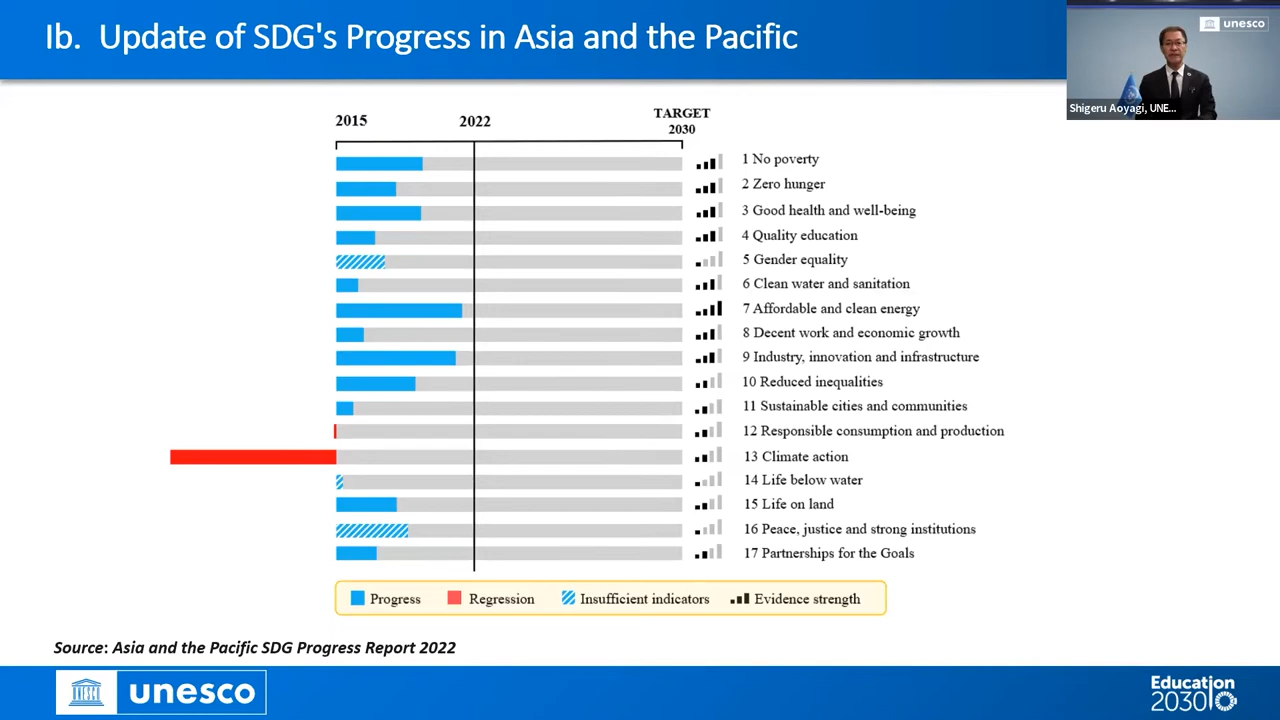 Ib. Update of SDG's Progress in Asia and the Pacific
unesco
Shigeru Aoyagi, UNE...
2015
2022
TARGET
2030
1 No poverty
2 Zero hunger
3 Good health and well-being
4 Quality education
5 Gender equality
6 Clean water and sanitation
7 Affordable and clean energy
8 Decent work and economic growth
9 Industry, innovation and infrastructure
10 Reduced inequalities
11 Sustainable cities and communities
12 Responsible consumption and production
13 Climate action
14 Life below water
15 Life on land
16 Peace, justice and strong institutions
17 Partnerships for the Goals
Progress
Regression
Insufficient indicators
Evidence strength
Source: Asia and the Pacific SDG Progress Report 2022
unesco
Education
2030